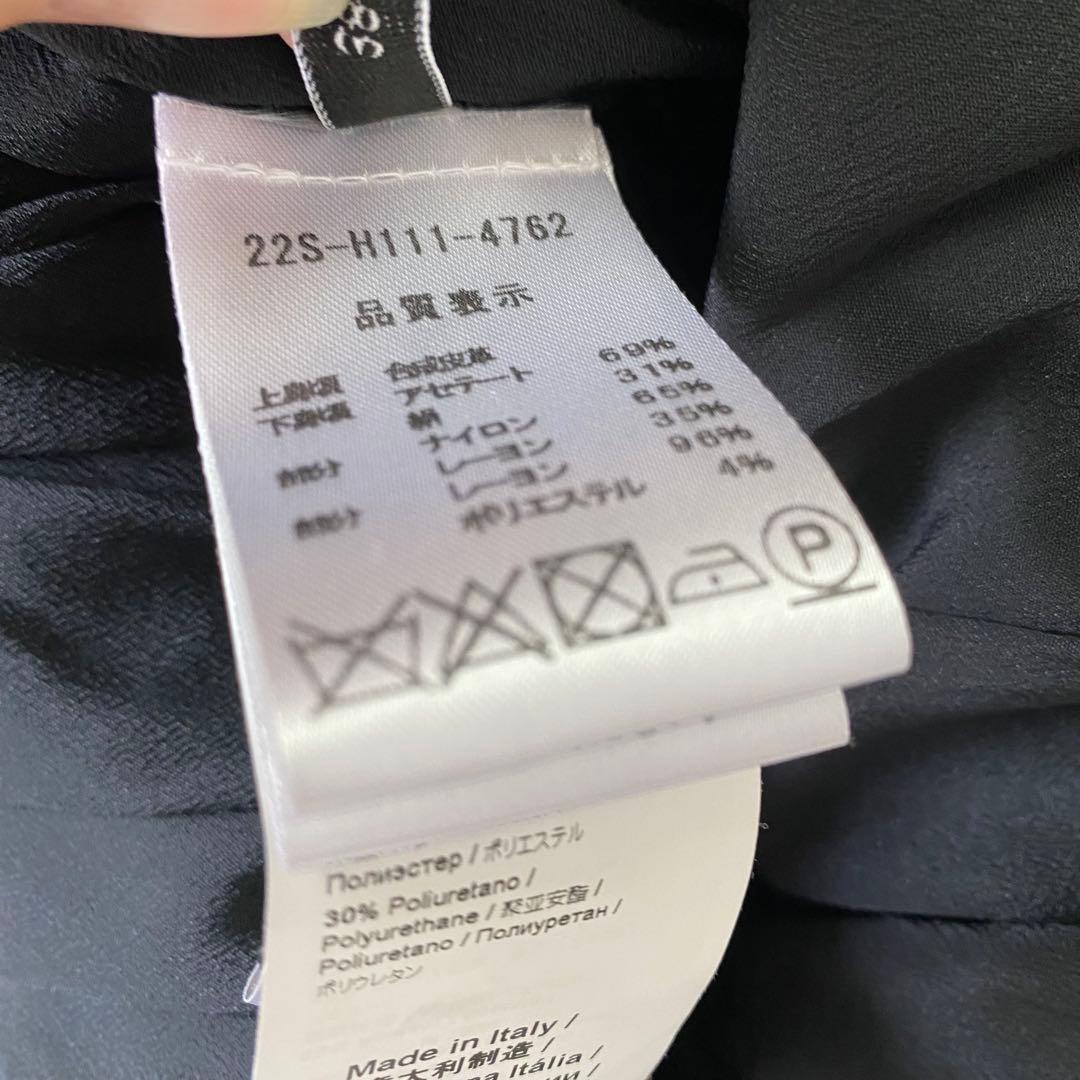 22S-H111-4762
品質表示
上身頃 合成皮革
下身頃 アセテート 69%
絹 31%
別部分 ナイロン 65%
レーヨン 35%
別部分 レーヨン 96%
ポリエステル 4%
P
Полиэстер / ポリエステル
30% Poliuretano /
Polyurethane / 聚亚安酯 /
Poliuretano / Полиуретан /
ポリウレタン
Made in Italy /
意大利制造 /
na Itália /